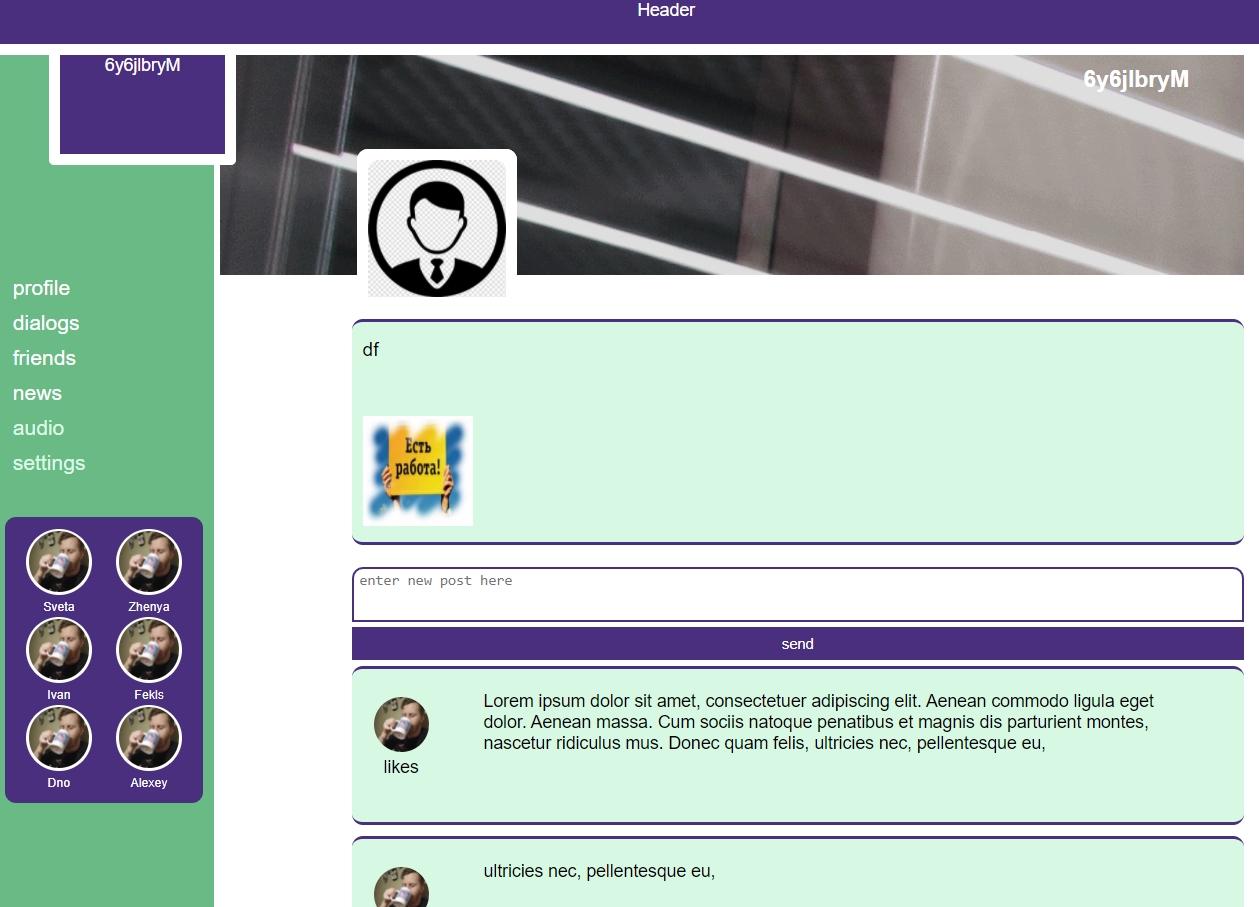 Header
6y6jlbryM
6y6jlbryM
profile
dialogs
friends
news
audio
settings
Sveta
Zhenya
Ivan
Fekls
Dno
Alexey
df
Есть
работа!
enter new post here
send
Lorem ipsum dolor sit amet, consectetuer adipiscing elit. Aenean commodo ligula eget
dolor. Aenean massa. Cum sociis natoque penatibus et magnis dis parturient montes,
nascetur ridiculus mus. Donec quam felis, ultricies nec, pellentesque eu,
likes
ultricies nec, pellentesque eu,